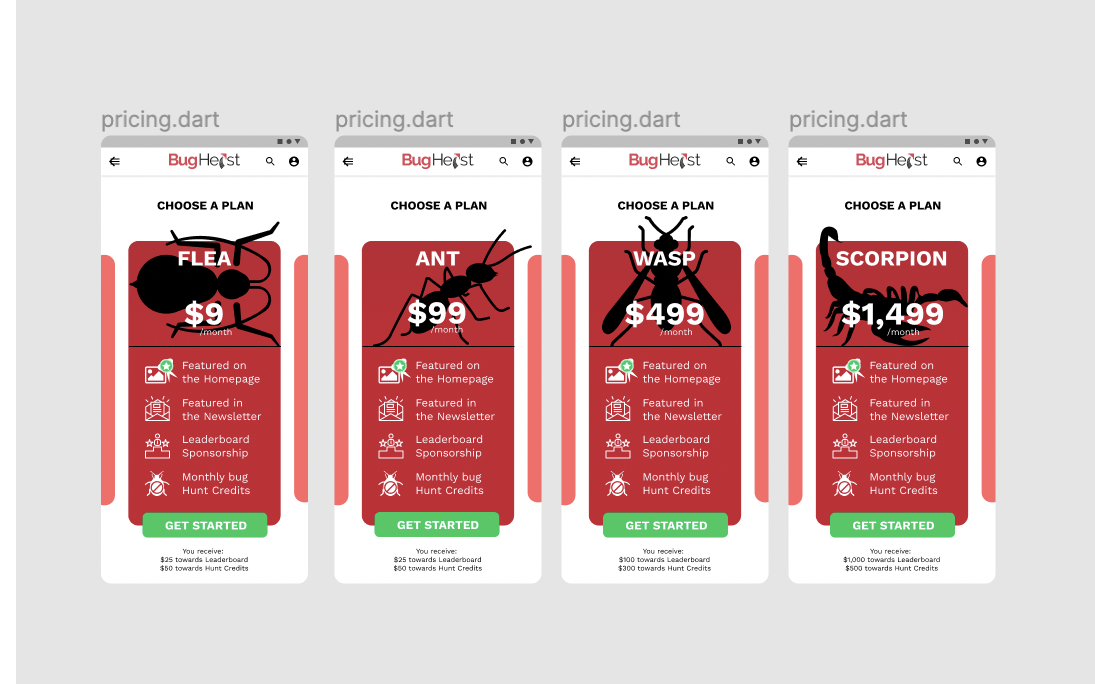 pricing.dart
BugHeist
CHOOSE A PLAN
FLEA
$9
/month
Featured on
the Homepage
Featured in
the Newsletter
Leaderboard
Sponsorship
Monthly bug
Hunt Credits
GET STARTED
You receive:
$25 towards Leaderboard
$50 towards Hunt Credits
pricing.dart
BugHeist
CHOOSE A PLAN
ANT
$99
/month
Featured on
the Homepage
Featured in
the Newsletter
Leaderboard
Sponsorship
Monthly bug
Hunt Credits
GET STARTED
You receive:
$25 towards Leaderboard
$50 towards Hunt Credits
pricing.dart
BugHeist
CHOOSE A PLAN
WASP
$499
/month
Featured on
the Homepage
Featured in
the Newsletter
Leaderboard
Sponsorship
Monthly bug
Hunt Credits
GET STARTED
You receive:
$100 towards Leaderboard
$300 towards Hunt Credits
pricing.dart
BugHeist
CHOOSE A PLAN
SCORPION
$1,499
/month
Featured on
the Homepage
Featured in
the Newsletter
Leaderboard
Sponsorship
Monthly bug
Hunt Credits
GET STARTED
You receive:
$1,000 towards Leaderboard
$500 towards Hunt Credits